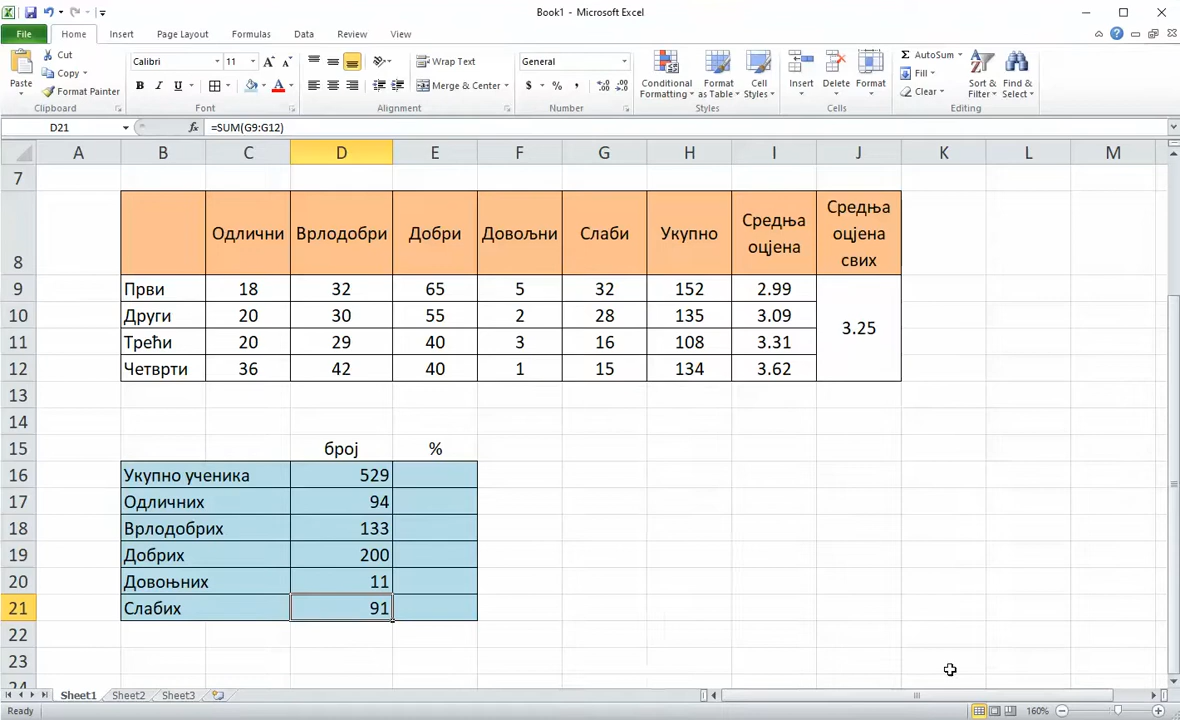 Book1 - Microsoft Excel
File Home Insert Page Layout Formulas Data Review View
Cut
Copy
Format Painter
Paste
Clipboard
Calibri 11
B I U
Font
Wrap Text
Merge & Center
Alignment
General
$ % ,
Number
Conditional Formatting
Format as Table
Cell Styles
Styles
Insert Delete Format
Cells
AutoSum
Fill
Clear
Sort & Filter
Find & Select
Editing
D21 fx =SUM(G9:G12)
A B C D E F G H I J K L M
7
8 Одлични Врлодобри Добри Довољни Слаби Укупно Средња оцјена Средња оцјена свих
9 Први 18 32 65 5 32 152 2.99
10 Други 20 30 55 2 28 135 3.09
3.25
11 Трећи 20 29 40 3 16 108 3.31
12 Четврти 36 42 40 1 15 134 3.62
13
14
15 број %
16 Укупно ученика 529
17 Одличних 94
18 Врлодобрих 133
19 Добрих 200
20 Довоњних 11
21 Слабих 91
22
23
24
Sheet1 Sheet2 Sheet3
Ready 160%